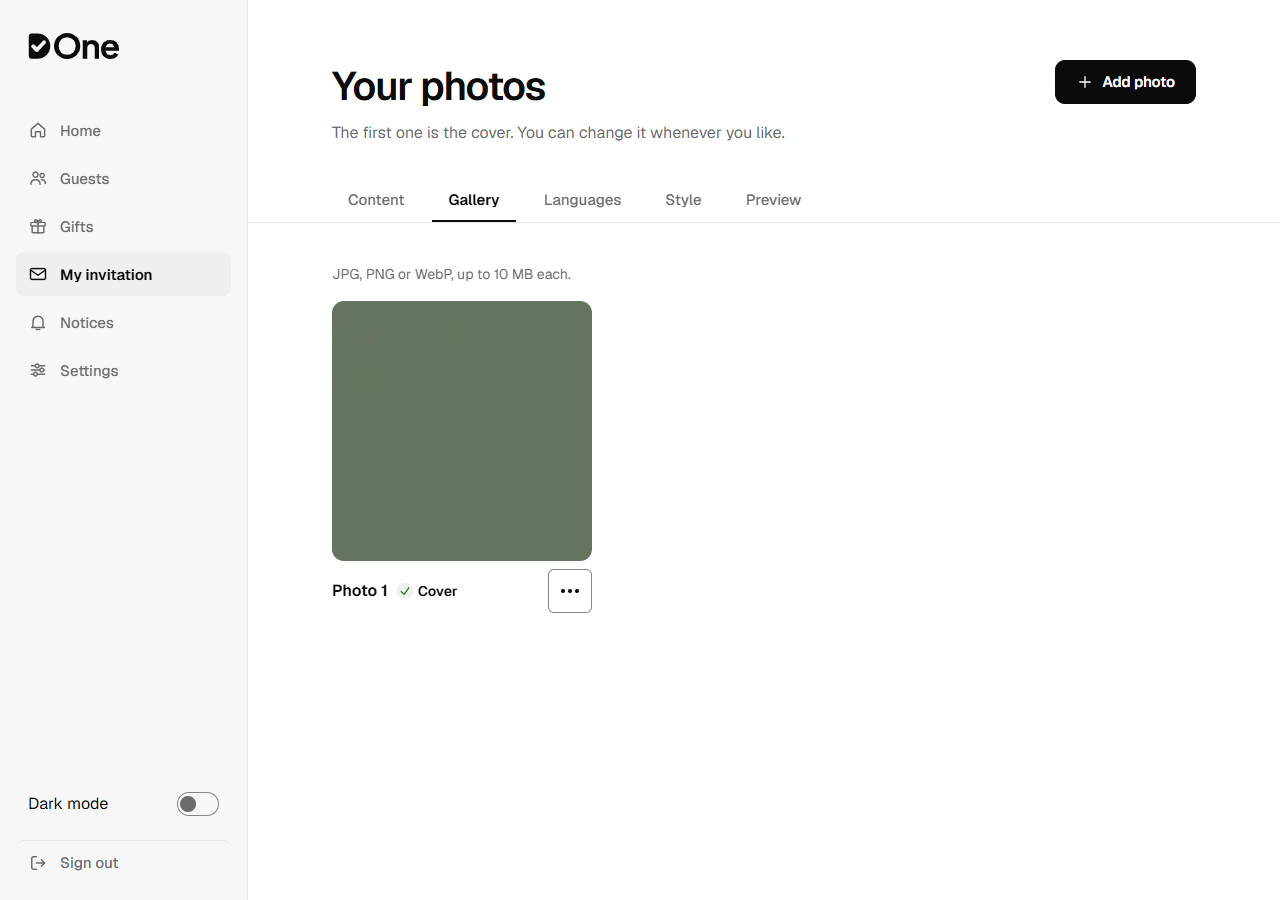 DOne
Home
Guests
Gifts
My invitation
Notices
Settings
Dark mode
Sign out
Your photos
Add photo
The first one is the cover. You can change it whenever you like.
Content
Gallery
Languages
Style
Preview
JPG, PNG or WebP, up to 10 MB each.
Photo 1
Cover